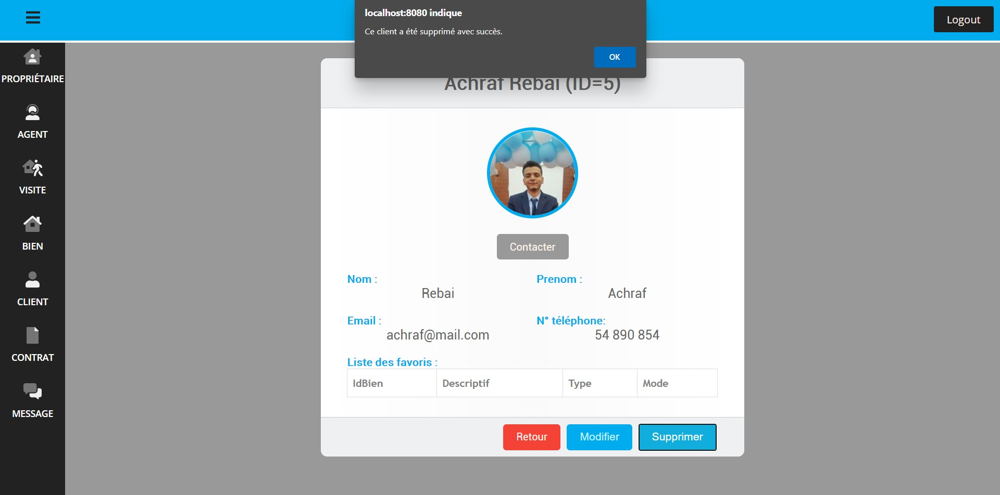 localhost:8080 indique
Ce client a été supprimé avec succès.
OK
Logout
PROPRIÉTAIRE
AGENT
VISITE
BIEN
CLIENT
CONTRAT
MESSAGE
Achraf Rebai (ID=5)
Contacter
Nom :
Rebai
Prenom :
Achraf
Email :
achraf@mail.com
N° téléphone:
54 890 854
Liste des favoris :
IdBien Descriptif Type Mode
Retour Modifier Supprimer